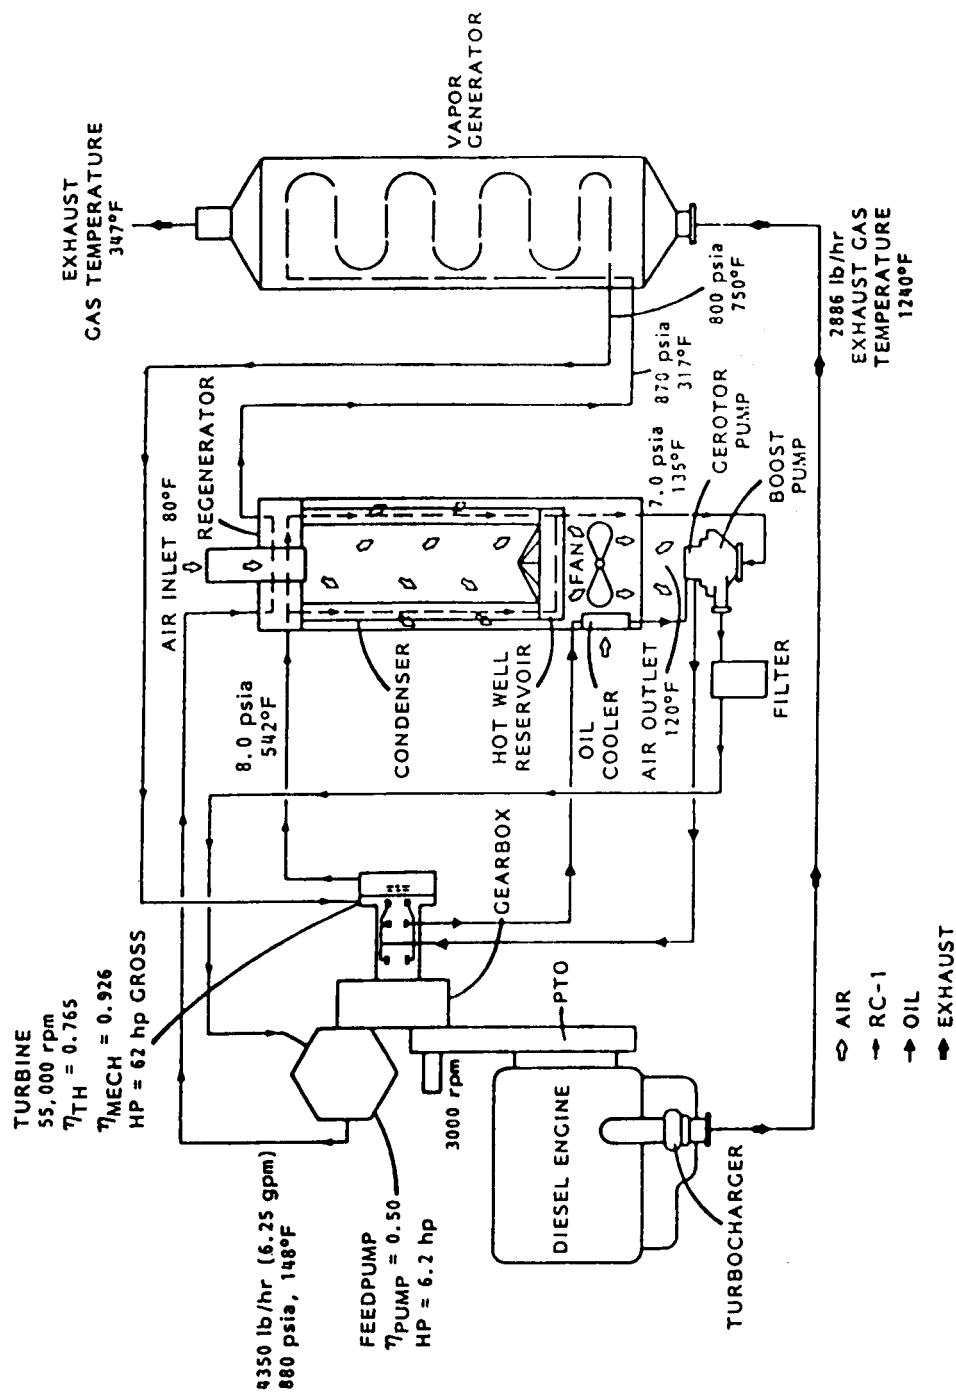 TURBINE
55,000 rpm
ηTH = 0.765
ηMECH = 0.926
HP = 62 hp GROSS
4350 lb/hr (6.25 gpm)
880 psia, 148°F
FEEDPUMP
ηPUMP = 0.50
HP = 6.2 hp
3000 rpm
DIESEL ENGINE
TURBOCHARGER
PTO
GEARBOX
8.0 psia
542°F
AIR INLET 80°F
REGENERATOR
CONDENSER
HOT WELL
RESERVOIR
FAN
OIL
COOLER
AIR OUTLET
120°F
FILTER
7.0 psia
135°F
GEROTOR
PUMP
BOOST
PUMP
870 psia
317°F
800 psia
750°F
EXHAUST
GAS TEMPERATURE
347°F
VAPOR
GENERATOR
2886 lb/hr
EXHAUST GAS
TEMPERATURE
1240°F
AIR
RC-1
OIL
EXHAUST